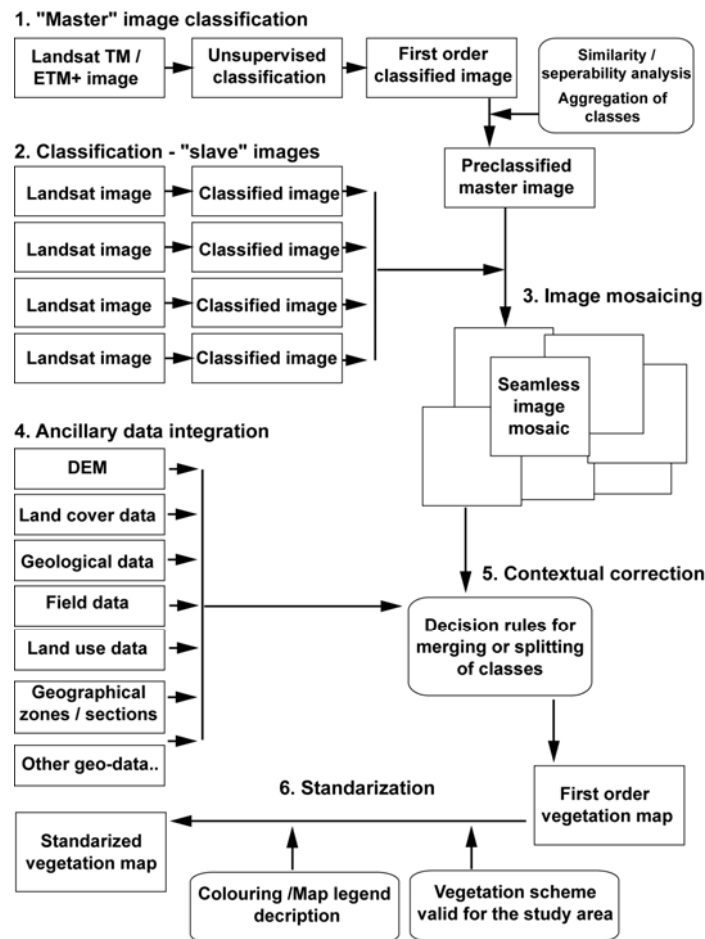 1. "Master" image classification
Landsat TM /
ETM+ image
Unsupervised
classification
First order
classified image
Similarity /
seperability analysis
Aggregation of
classes
Preclassified
master image
2. Classification - "slave" images
Landsat image
Classified image
Landsat image
Classified image
Landsat image
Classified image
Landsat image
Classified image
3. Image mosaicing
Seamless
image
mosaic
4. Ancillary data integration
DEM
Land cover data
Geological data
Field data
Land use data
Geographical
zones / sections
Other geo-data..
5. Contextual correction
Decision rules for
merging or splitting
of classes
First order
vegetation map
6. Standarization
Standarized
vegetation map
Colouring /Map legend
decription
Vegetation scheme
valid for the study area